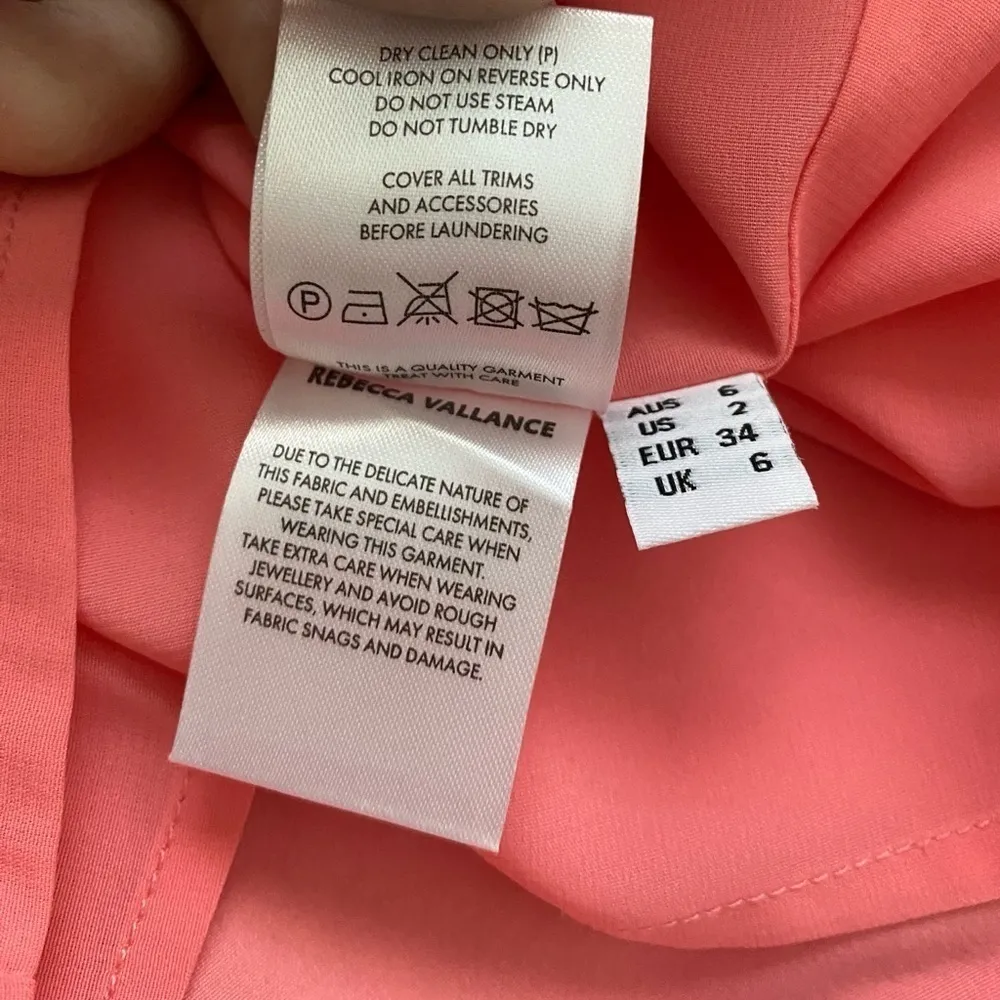 DRY CLEAN ONLY (P)
COOL IRON ON REVERSE ONLY
DO NOT USE STEAM
DO NOT TUMBLE DRY
COVER ALL TRIMS
AND ACCESSORIES
BEFORE LAUNDERING
P
THIS IS A QUALITY GARMENT
TREAT WITH CARE
REBECCA VALLANCE
DUE TO THE DELICATE NATURE OF
THIS FABRIC AND EMBELLISHMENTS,
PLEASE TAKE SPECIAL CARE WHEN
WEARING THIS GARMENT.
TAKE EXTRA CARE WHEN WEARING
JEWELLERY AND AVOID ROUGH
SURFACES, WHICH MAY RESULT IN
FABRIC SNAGS AND DAMAGE.
AUS 6
US 2
EUR 34
UK 6